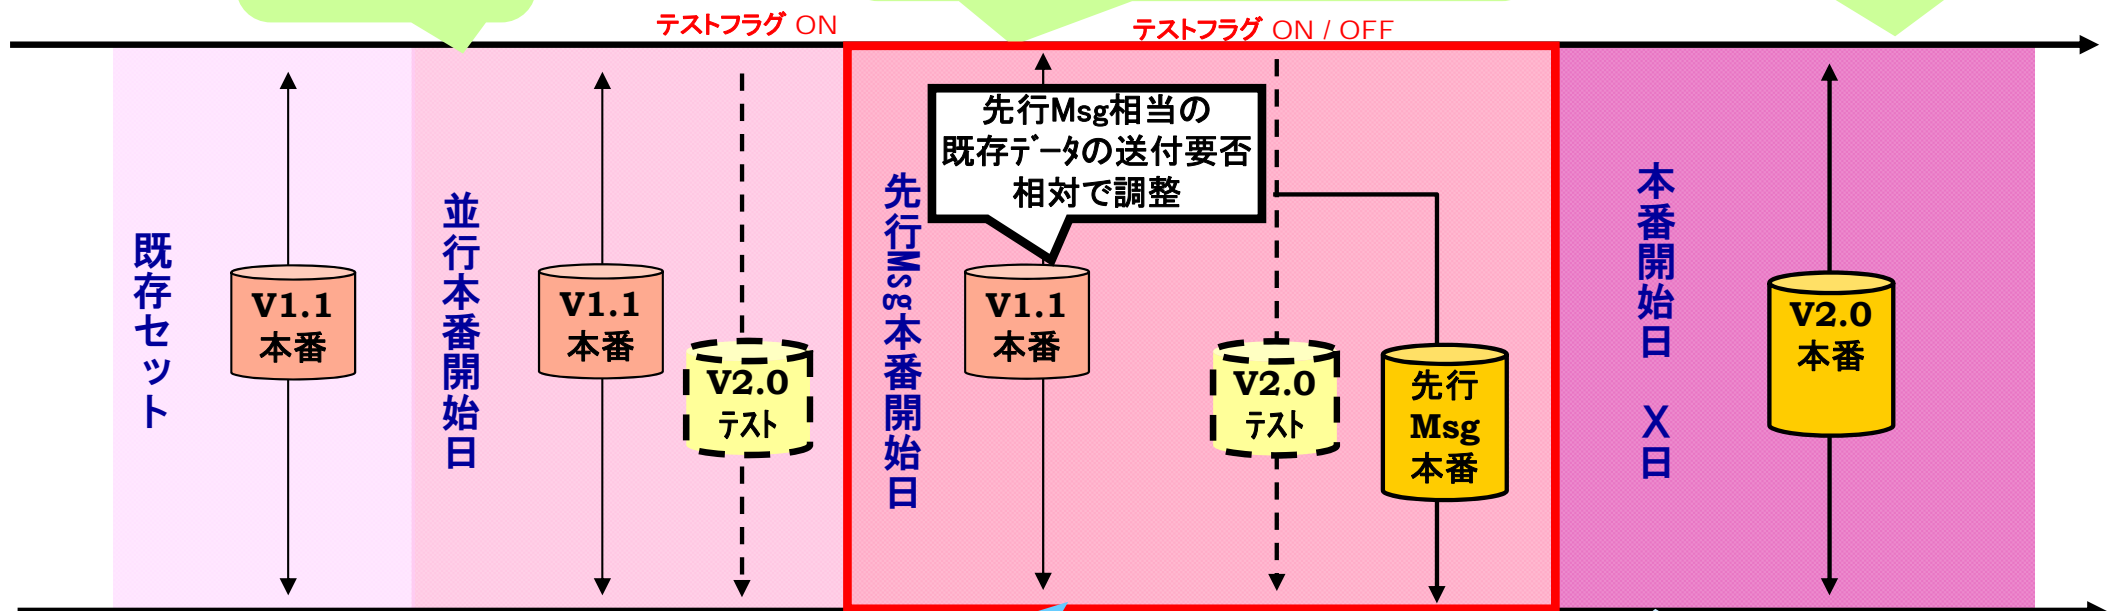 テストフラグ ON
テストフラグ ON / OFF
既存セット
V1.1
本番
並行本番開始日
V1.1
本番
V2.0
テスト
先行Msg本番開始日
先行Msg相当の
既存ﾃﾞｰﾀの送付要否
相対で調整
V1.1
本番
V2.0
テスト
先行
Msg
本番
本番開始日　X日
V2.0
本番